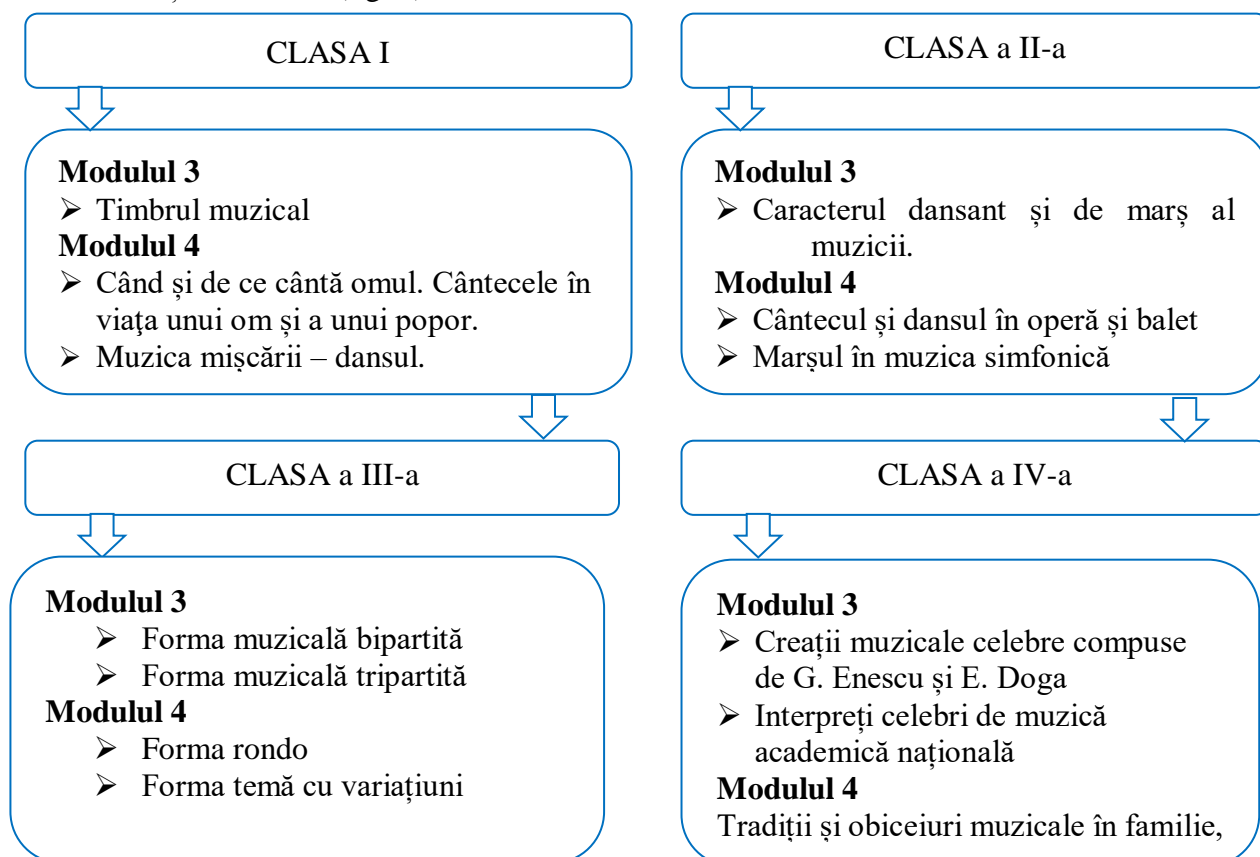 CLASA I
Modulul 3
➢ Timbrul muzical
Modulul 4
➢ Când și de ce cântă omul. Cântecele în
viaţa unui om și a unui popor.
➢ Muzica mișcării – dansul.
CLASA a II-a
Modulul 3
➢ Caracterul dansant și de marș al
muzicii.
Modulul 4
➢ Cântecul și dansul în operă și balet
➢ Marșul în muzica simfonică
CLASA a III-a
Modulul 3
➢ Forma muzicală bipartită
➢ Forma muzicală tripartită
Modulul 4
➢ Forma rondo
➢ Forma temă cu variațiuni
CLASA a IV-a
Modulul 3
➢ Creații muzicale celebre compuse
de G. Enescu și E. Doga
➢ Interpreți celebri de muzică
academică națională
Modulul 4
Tradiții și obiceiuri muzicale în familie,